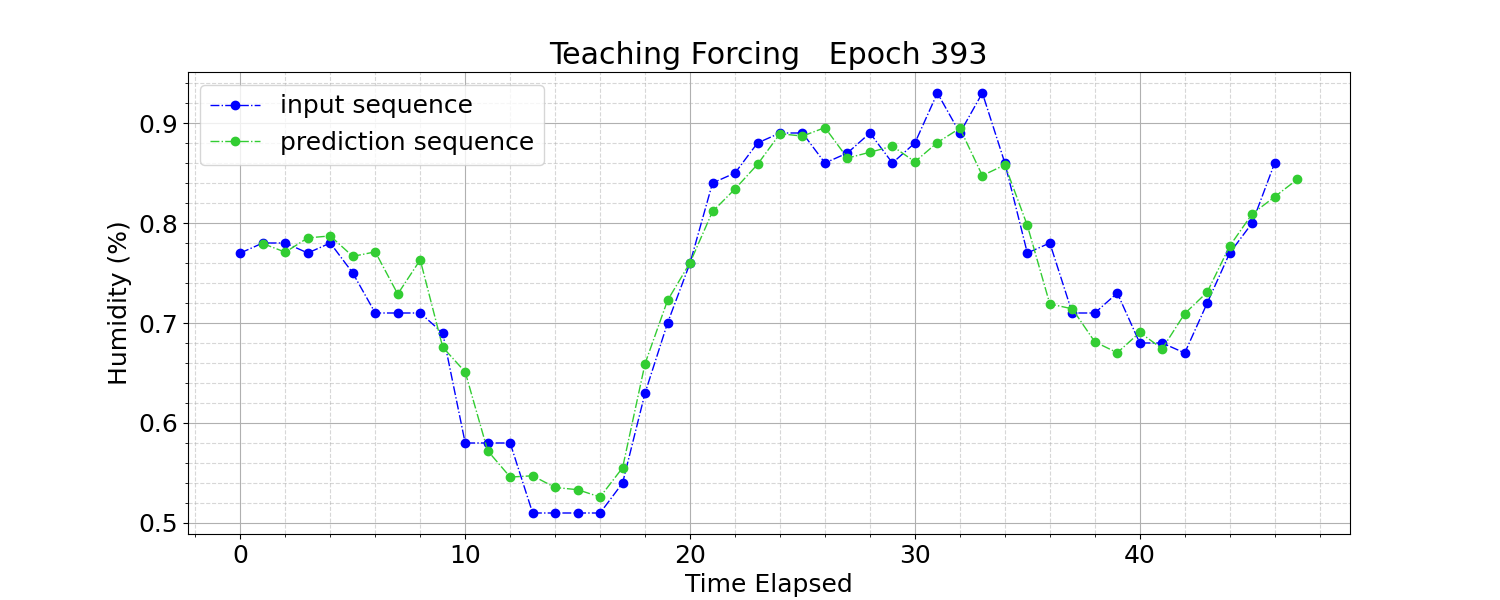 Teaching Forcing   Epoch 393
input sequence
prediction sequence
Humidity (%)
0.9
0.8
0.7
0.6
0.5
0 10 20 30 40
Time Elapsed